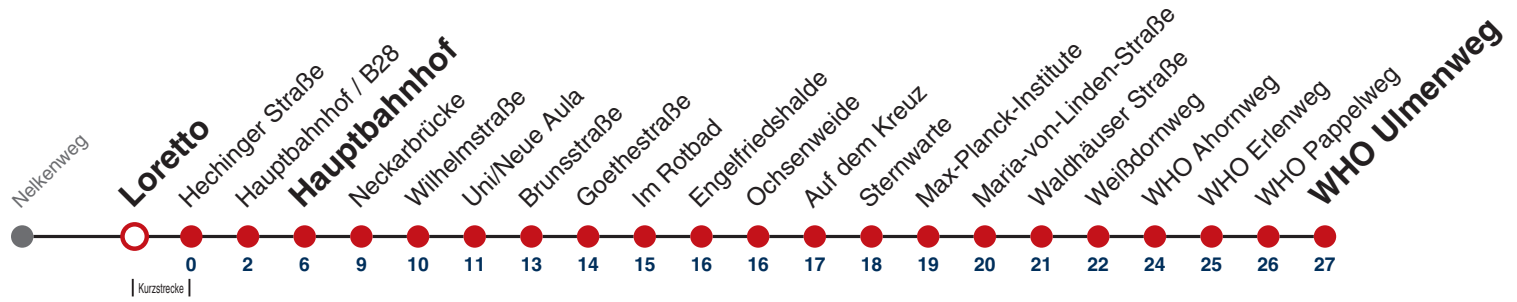 Nelkenweg
Loretto
Hechinger Straße
Hauptbahnhof / B28
Hauptbahnhof
Neckarbrücke
Wilhelmstraße
Uni/Neue Aula
Brunsstraße
Goethestraße
Im Rotbad
Engelfriedshalde
Ochsenweide
Auf dem Kreuz
Sternwarte
Max-Planck-Institute
Maria-von-Linden-Straße
Waldhäuser Straße
Weißdornweg
WHO Ahornweg
WHO Erlenweg
WHO Pappelweg
WHO Ulmenweg
0 2 6 9 10 11 13 14 15 16 16 17 18 19 20 21 22 24 25 26 27
Kurzstrecke